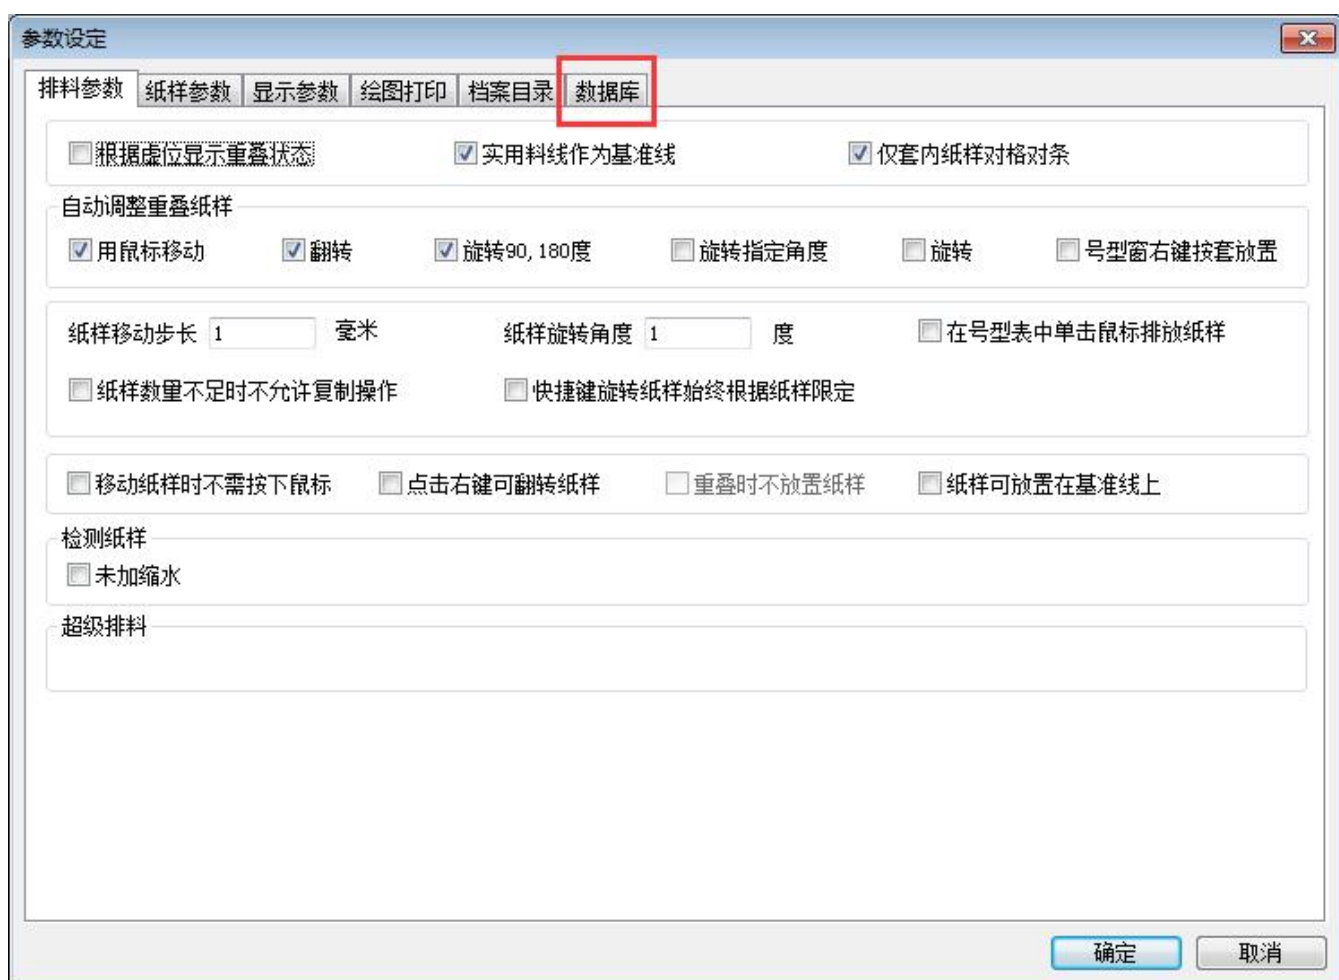 参数设定
排料参数 纸样参数 显示参数 绘图打印 档案目录 数据库
根据虚位显示重叠状态 实用料线作为基准线 仅套内纸样对格对条
自动调整重叠纸样
用鼠标移动 翻转 旋转90,180度 旋转指定角度 旋转 号型窗右键按套放置
纸样移动步长 1 毫米 纸样旋转角度 1 度 在号型表中单击鼠标排放纸样
纸样数量不足时不允许复制操作 快捷键旋转纸样始终根据纸样限定
移动纸样时不需按下鼠标 点击右键可翻转纸样 重叠时不放置纸样 纸样可放置在基准线上
检测纸样
未加缩水
超级排料
确定 取消